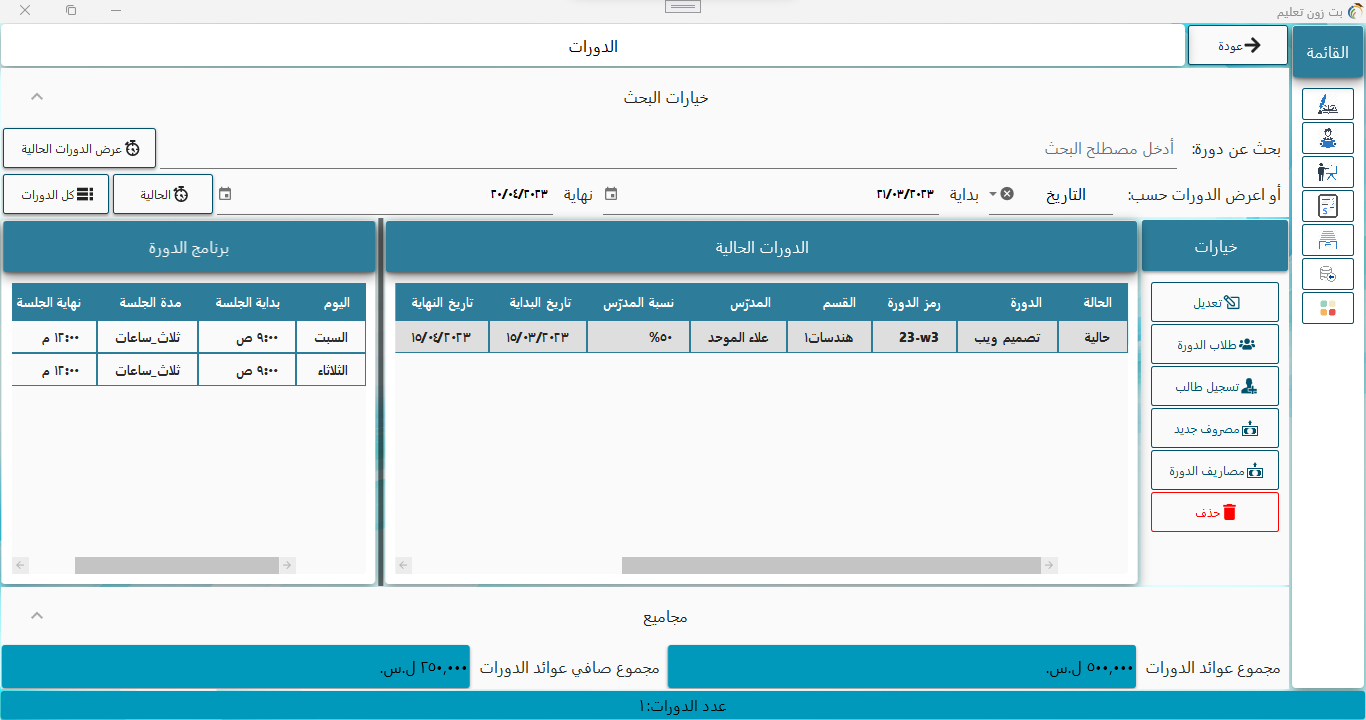 بت زون تعليم
القائمة
عودة
الدورات
خيارات البحث
بحث عن دورة:
أدخل مصطلح البحث
عرض الدورات الحالية
أو اعرض الدورات حسب:
التاريخ
بداية
٢١/٠٣/٢٠٢٣
نهاية
٢٠/٠٤/٢٠٢٣
الحالية
كل الدورات
خيارات
تعديل
طلاب الدورة
تسجيل طالب
مصروف جديد
مصاريف الدورة
حذف
الدورات الحالية
الحالة الدورة رمز الدورة القسم المدرّس نسبة المدرّس تاريخ البداية تاريخ النهاية
حالية تصميم ويب 23-w3 هندسات١ علاء الموحد ٥٠% ١٥/٠٣/٢٠٢٣ ١٥/٠٤/٢٠٢٣
برنامج الدورة
اليوم بداية الجلسة مدة الجلسة نهاية الجلسة
السبت ٩:٠٠ ص ثلاث_ساعات ١٢:٠٠ م
الثلاثاء ٩:٠٠ ص ثلاث_ساعات ١٢:٠٠ م
مجاميع
مجموع عوائد الدورات
٥٠٠,٠٠٠ ل.س.
مجموع صافي عوائد الدورات
٢٥٠,٠٠٠ ل.س.
عدد الدورات:١